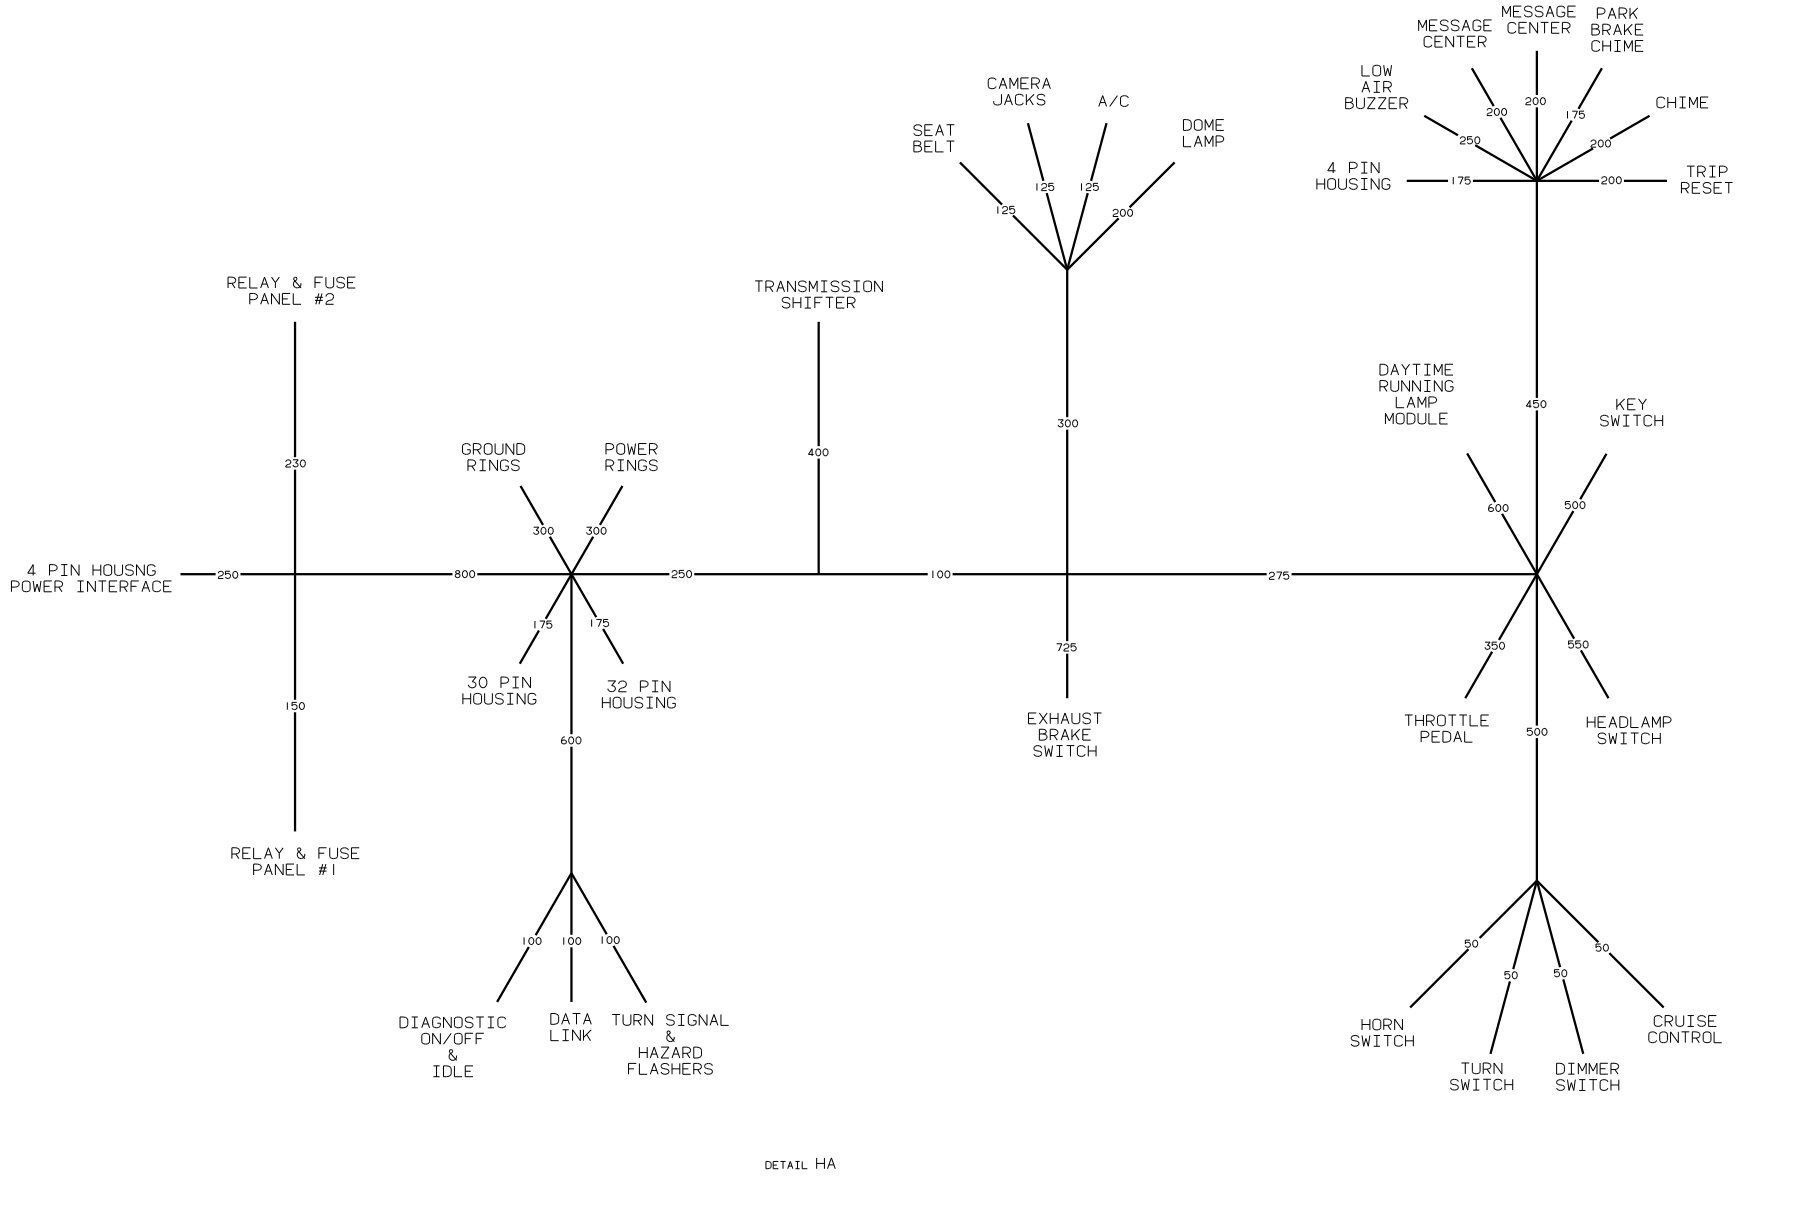 MESSAGE
CENTER
MESSAGE
CENTER
PARK
BRAKE
CHIME
LOW
AIR
BUZZER
CHIME
4 PIN
HOUSING
TRIP
RESET
200
200
175
250
200
175
200
CAMERA
JACKS
A/C
SEAT
BELT
DOME
LAMP
125
125
125
200
RELAY & FUSE
PANEL #2
TRANSMISSION
SHIFTER
230
400
300
450
GROUND
RINGS
POWER
RINGS
300
300
DAYTIME
RUNNING
LAMP
MODULE
KEY
SWITCH
600
500
4 PIN HOUSNG
POWER INTERFACE
250
800
250
100
275
175
175
30 PIN
HOUSING
32 PIN
HOUSING
725
EXHAUST
BRAKE
SWITCH
350
550
THROTTLE
PEDAL
HEADLAMP
SWITCH
150
600
500
RELAY & FUSE
PANEL #1
100
100
100
DIAGNOSTIC
ON/OFF
&
IDLE
DATA
LINK
TURN SIGNAL
&
HAZARD
FLASHERS
50
50
50
50
HORN
SWITCH
TURN
SWITCH
DIMMER
SWITCH
CRUISE
CONTROL
DETAIL HA